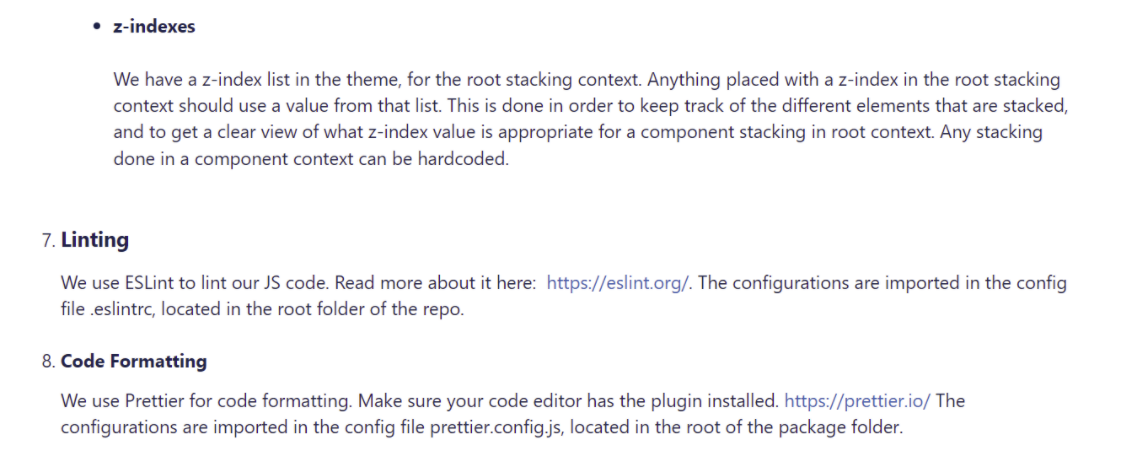 • z-indexes
We have a z-index list in the theme, for the root stacking context. Anything placed with a z-index in the root stacking
context should use a value from that list. This is done in order to keep track of the different elements that are stacked,
and to get a clear view of what z-index value is appropriate for a component stacking in root context. Any stacking
done in a component context can be hardcoded.
7. Linting
We use ESLint to lint our JS code. Read more about it here:  https://eslint.org/. The configurations are imported in the config
file .eslintrc, located in the root folder of the repo.
8. Code Formatting
We use Prettier for code formatting. Make sure your code editor has the plugin installed. https://prettier.io/ The
configurations are imported in the config file prettier.config.js, located in the root of the package folder.